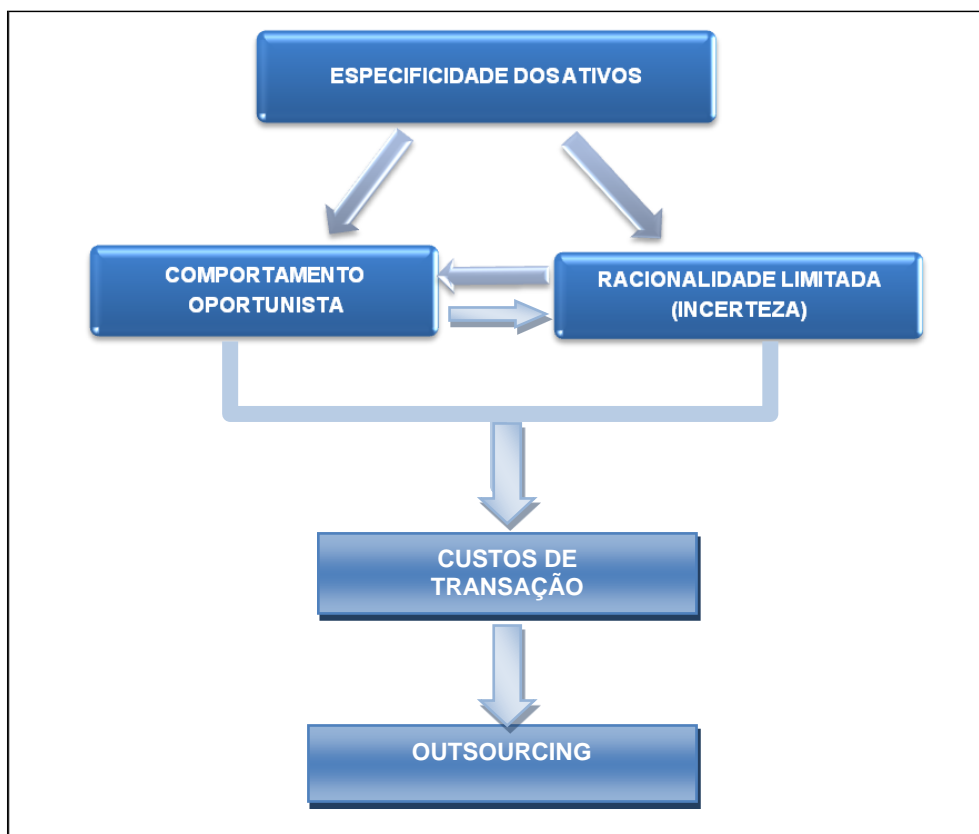 ESPECIFICIDADE DOSATIVOS
COMPORTAMENTO
OPORTUNISTA
RACIONALIDADE LIMITADA
(INCERTEZA)
CUSTOS DE
TRANSAÇÃO
OUTSOURCING